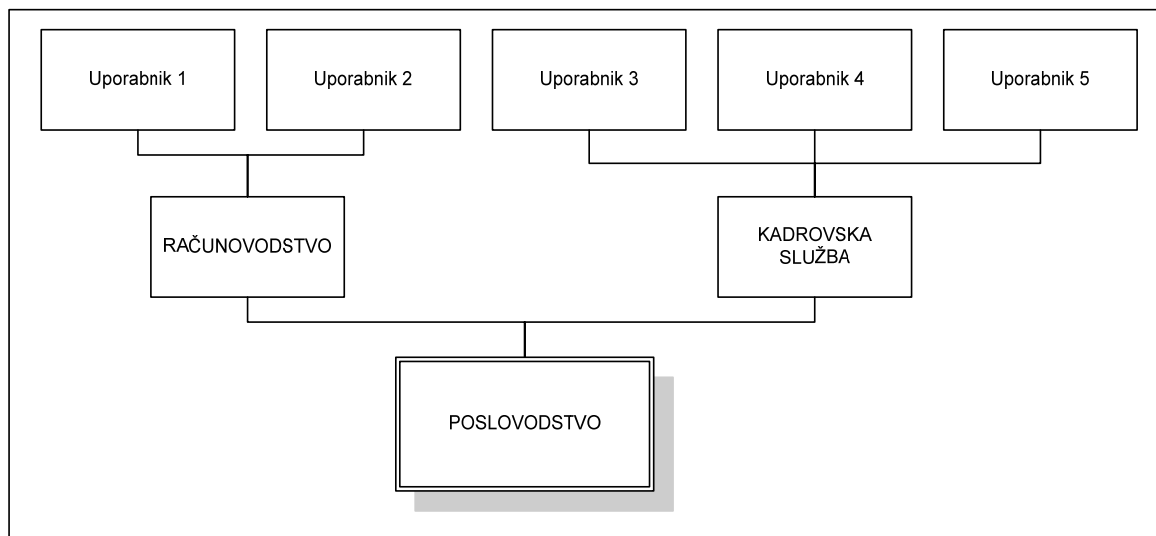 Uporabnik 1
Uporabnik 2
Uporabnik 3
Uporabnik 4
Uporabnik 5
RAČUNOVODSTVO
KADROVSKA
SLUŽBA
POSLOVODSTVO